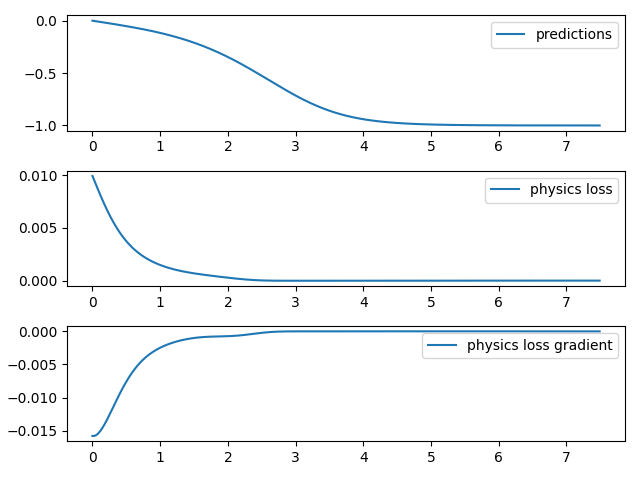 0.0
−0.5
−1.0
predictions
0 1 2 3 4 5 6 7
0.010
0.005
0.000
physics loss
0 1 2 3 4 5 6 7
0.000
−0.005
−0.010
−0.015
physics loss gradient
0 1 2 3 4 5 6 7